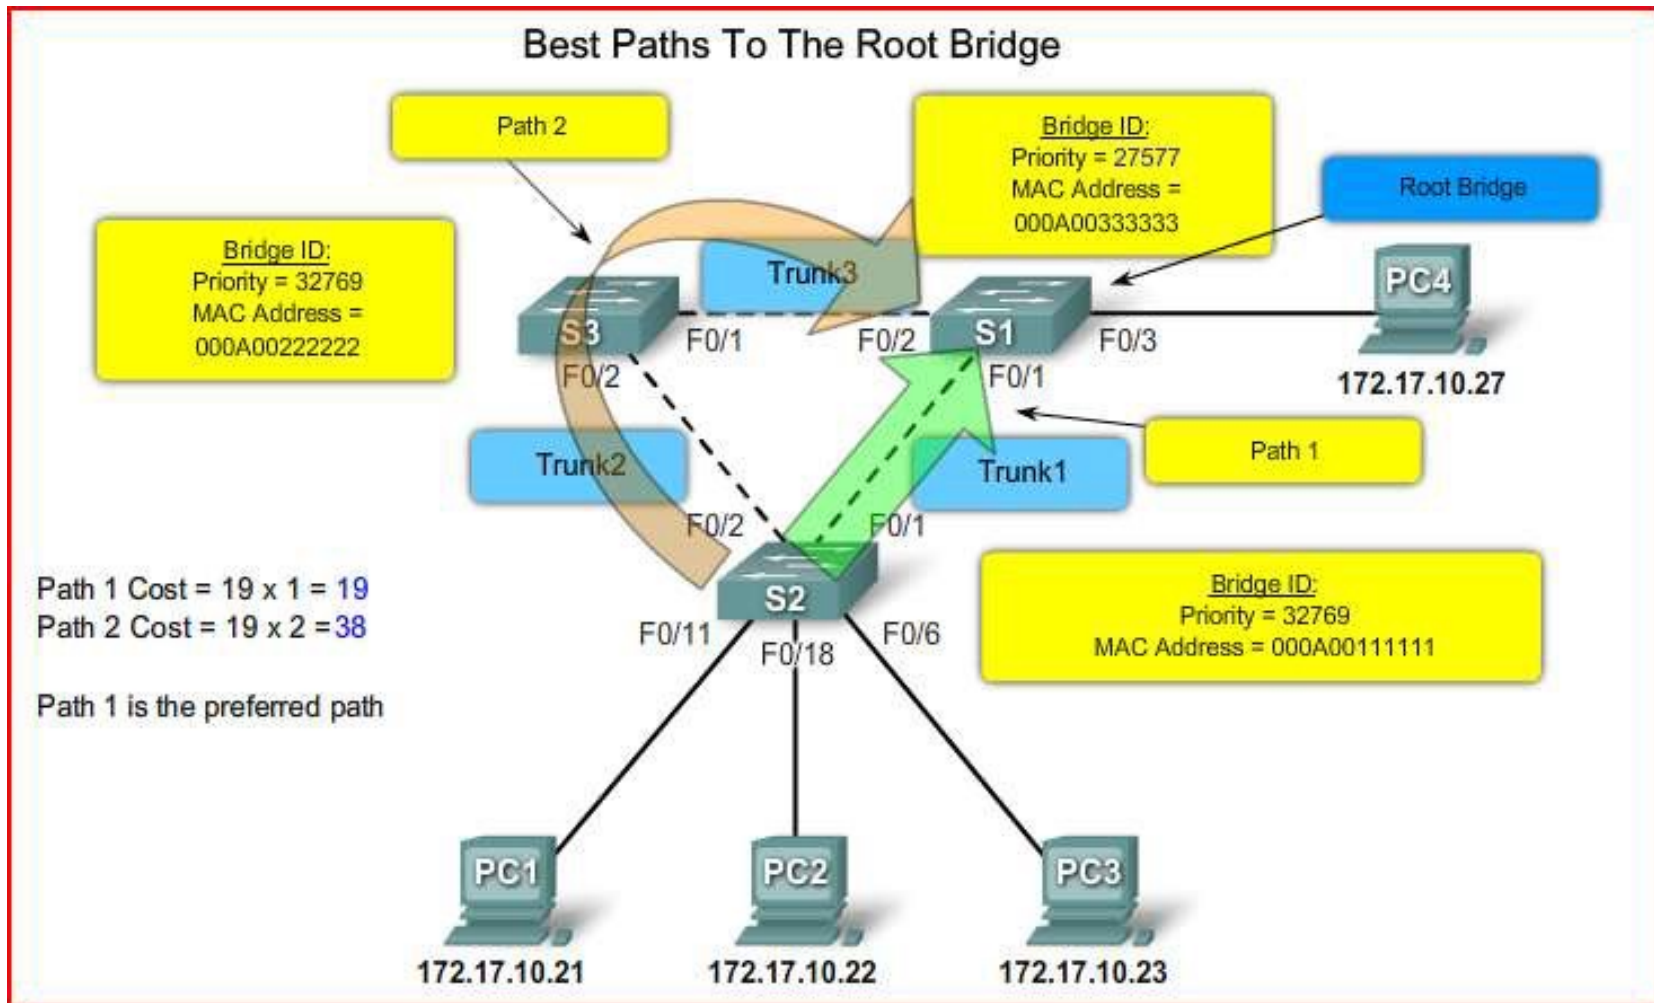 Best Paths To The Root Bridge
Path 2
Bridge ID:
Priority = 27577
MAC Address =
000A00333333
Root Bridge
Bridge ID:
Priority = 32769
MAC Address =
000A00222222
Trunk3
PC4
S3
F0/1
F0/2
S1
F0/3
F0/2
F0/1
172.17.10.27
Trunk2
Trunk1
Path 1
F0/2
F0/1
Path 1 Cost = 19 x 1 = 19
Path 2 Cost = 19 x 2 =38
Path 1 is the preferred path
S2
Bridge ID:
Priority = 32769
MAC Address = 000A00111111
F0/11
F0/18
F0/6
PC1
PC2
PC3
172.17.10.21
172.17.10.22
172.17.10.23